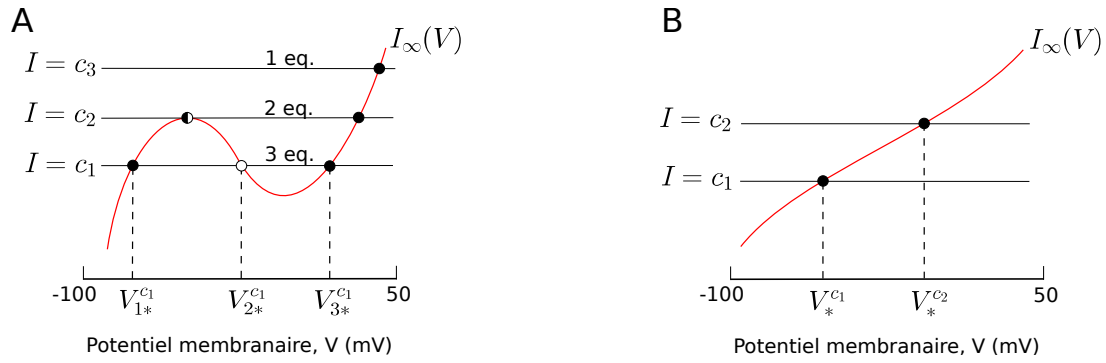 A
I∞(V)
I = c₃
1 eq.
I = c₂
2 eq.
I = c₁
3 eq.
-100
V₁*^c₁
V₂*^c₁
V₃*^c₁
50
Potentiel membranaire, V (mV)
B
I∞(V)
I = c₂
I = c₁
-100
V*^c₁
V*^c₂
50
Potentiel membranaire, V (mV)